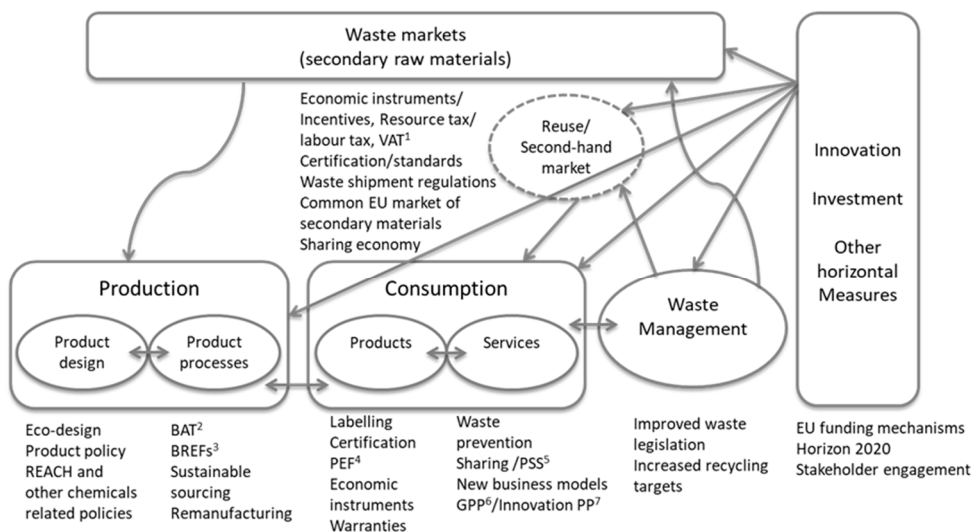 Waste markets
(secondary raw materials)
Economic instruments/
Incentives, Resource tax/
labour tax, VAT¹
Certification/standards
Waste shipment regulations
Common EU market of
secondary materials
Sharing economy
Reuse/
Second-hand
market
Innovation
Investment
Other
horizontal
Measures
Production
Product
design
Product
processes
Consumption
Products
Services
Waste
Management
Eco-design
Product policy
REACH and
other chemicals
related policies
BAT²
BREFs³
Sustainable
sourcing
Remanufacturing
Labelling
Certification
PEF⁴
Economic
instruments
Warranties
Waste
prevention
Sharing /PSS⁵
New business models
GPP⁶/Innovation PP⁷
Improved waste
legislation
Increased recycling
targets
EU funding mechanisms
Horizon 2020
Stakeholder engagement